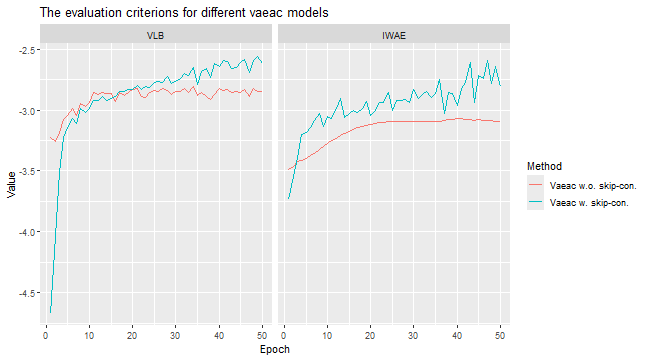 The evaluation criterions for different vaeac models
VLB
IWAE
-2.5
-3.0
-3.5
-4.0
-4.5
Value
0 10 20 30 40 50
0 10 20 30 40 50
Epoch
Method
Vaeac w.o. skip-con.
Vaeac w. skip-con.